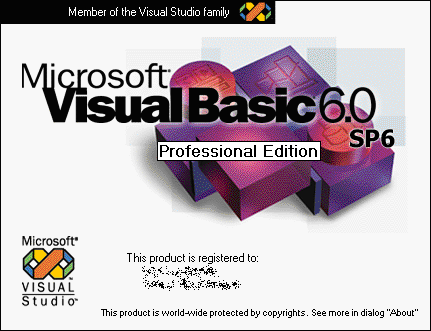 Member of the Visual Studio family
Microsoft®
Visual Basic 6.0
SP6
Professional Edition
Microsoft®
VISUAL
Studio™
This product is registered to:
This product is world-wide protected by copyrights. See more in dialog "About"